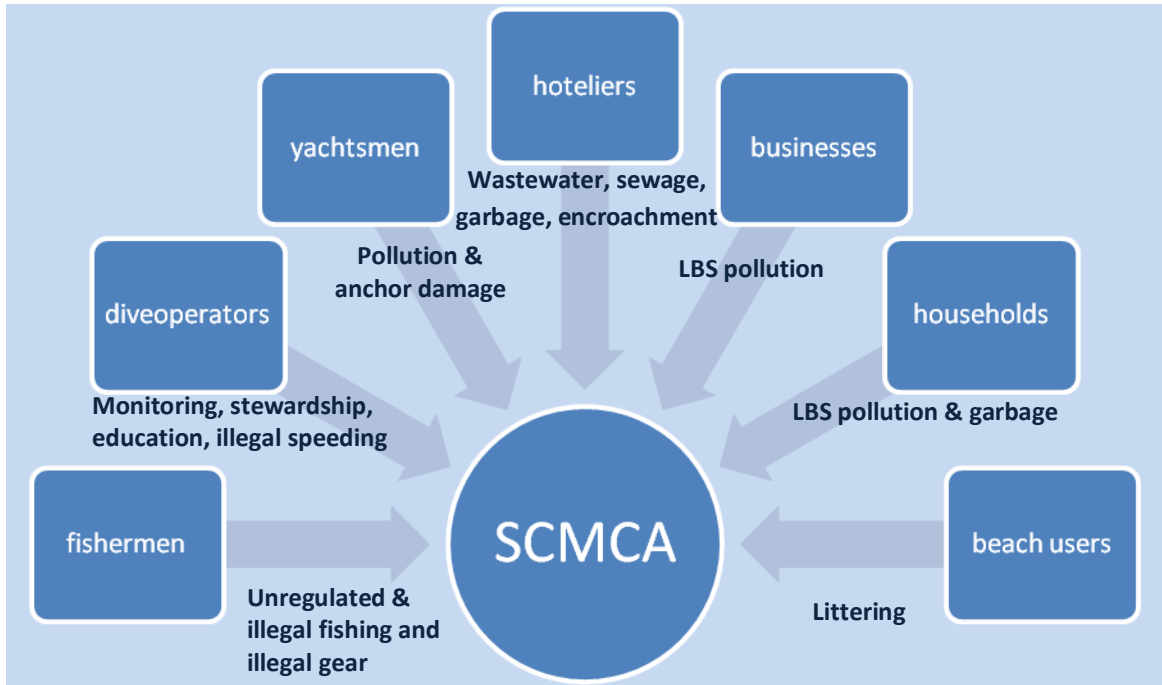 hoteliers
yachtsmen
businesses
Wastewater, sewage,
garbage, encroachment
Pollution &
anchor damage
LBS pollution
diveoperators
households
Monitoring, stewardship,
education, illegal speeding
LBS pollution & garbage
fishermen
SCMCA
beach users
Unregulated &
illegal fishing and
illegal gear
Littering